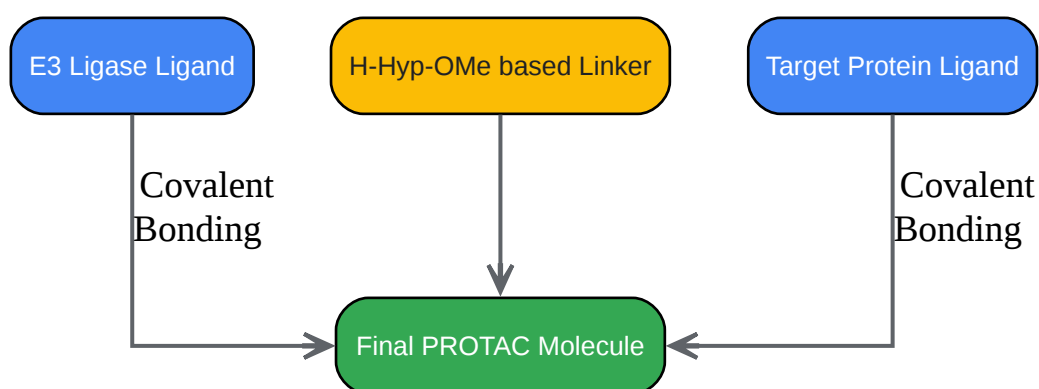 E3 Ligase Ligand
H-Hyp-OMe based Linker
Target Protein Ligand
Covalent
Bonding
Covalent
Bonding
Final PROTAC Molecule